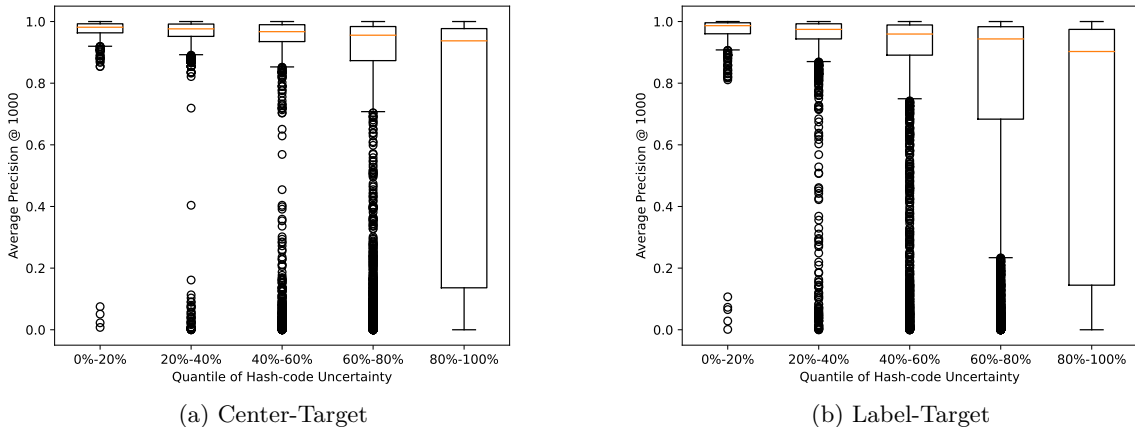 Average Precision @ 1000
1.0
0.8
0.6
0.4
0.2
0.0
0%-20% 20%-40% 40%-60% 60%-80% 80%-100%
Quantile of Hash-code Uncertainty
(a) Center-Target
Average Precision @ 1000
1.0
0.8
0.6
0.4
0.2
0.0
0%-20% 20%-40% 40%-60% 60%-80% 80%-100%
Quantile of Hash-code Uncertainty
(b) Label-Target